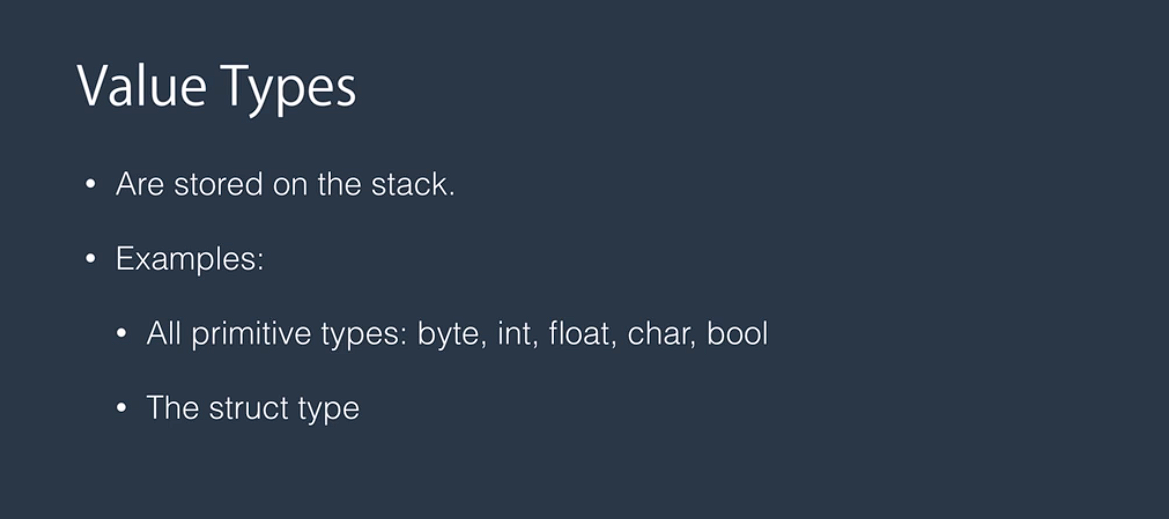 Value Types
• Are stored on the stack.
• Examples:
• All primitive types: byte, int, float, char, bool
• The struct type